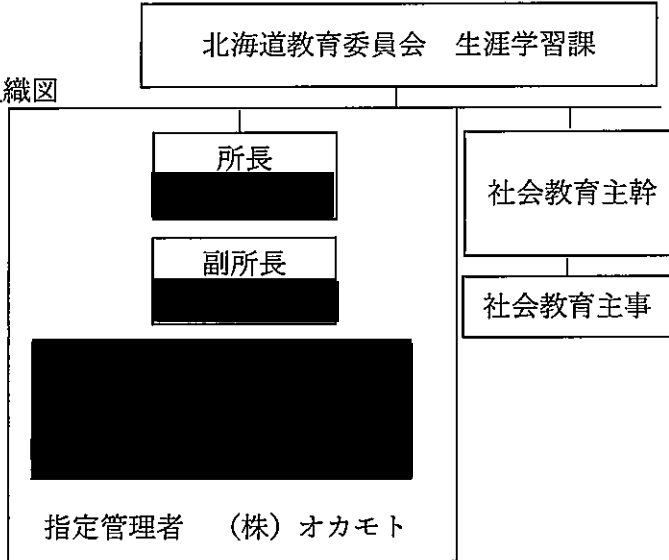 北海道教育委員会　生涯学習課
織図
所長
副所長
指定管理者　（株）オカモト
社会教育主幹
社会教育主事